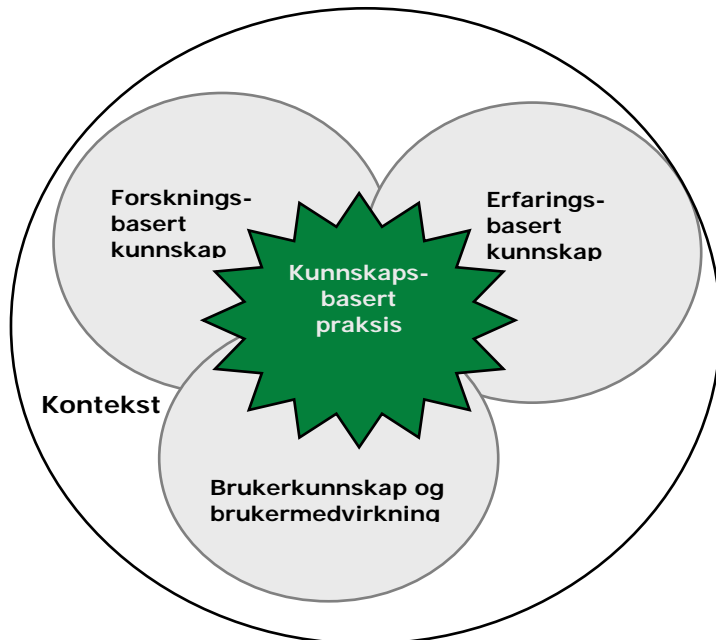 Forsknings-
basert
kunnskap
Erfarings-
basert
kunnskap
Kunnskaps-
basert
praksis
Kontekst
Brukerkunnskap og
brukermedvirkning